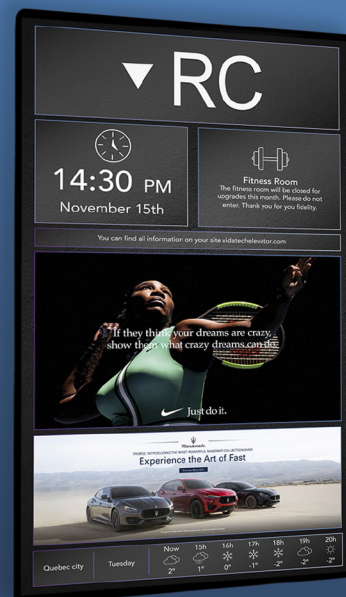 ▼ RC
14:30 PM
November 15th
Fitness Room
The fitness room will be closed for
upgrades this month. Please do not
enter. Thank you for you fidelity.
You can find all information on your site vidatechelevator.com
If they think your dreams are crazy,
show them what crazy dreams can do.
Just do it.
Maserati
Experience the Art of Fast
Quebec city
Tuesday
Now 15h 16h 17h 18h 19h 20h
2° 1° 0° -1° -2° -2° -2°